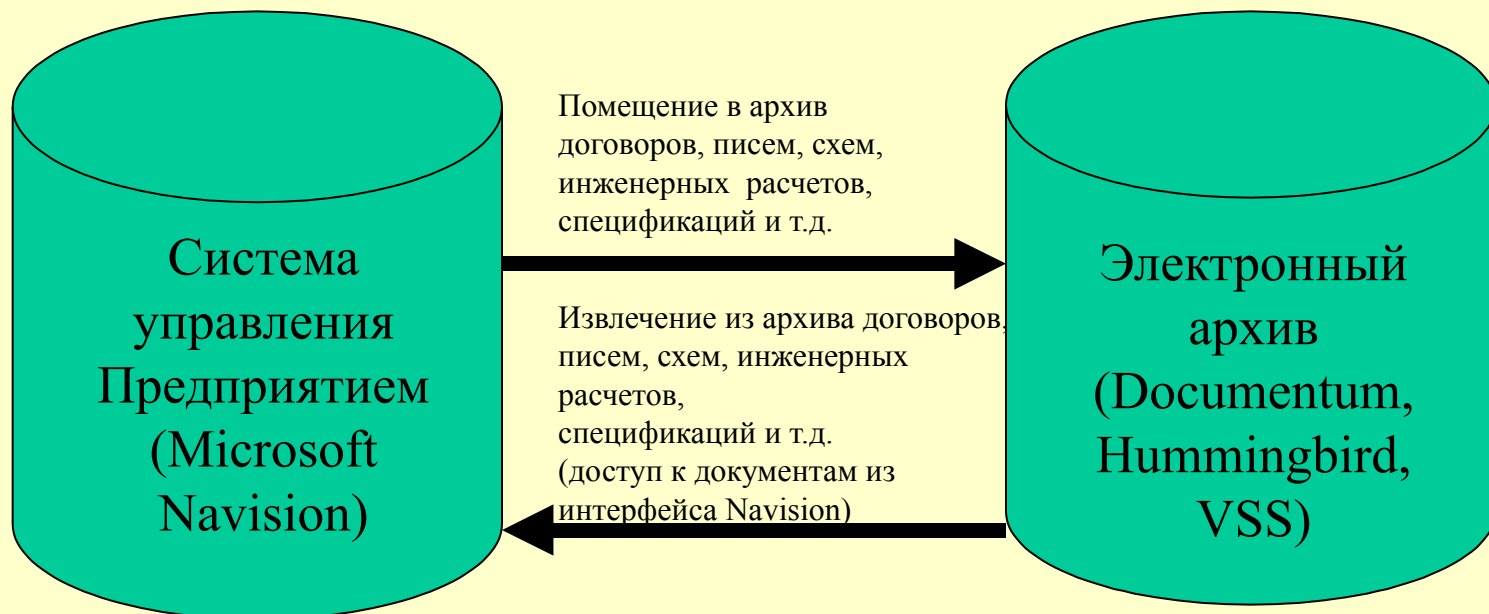 Система
управления
Предприятием
(Microsoft
Navision)
Помещение в архив
договоров, писем, схем,
инженерных расчетов,
спецификаций и т.д.
Извлечение из архива договоров,
писем, схем, инженерных
расчетов,
спецификаций и т.д.
(доступ к документам из
интерфейса Navision)
Электронный
архив
(Documentum,
Hummingbird,
VSS)